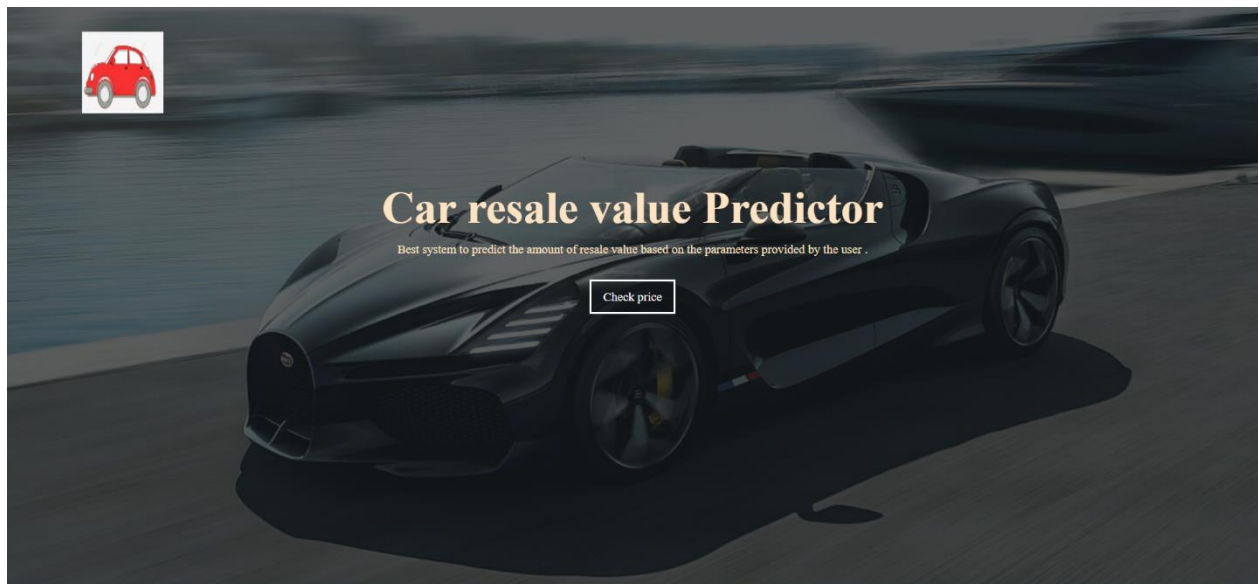 Car resale value Predictor
Best system to predict the amount of resale value based on the parameters provided by the user .
Check price